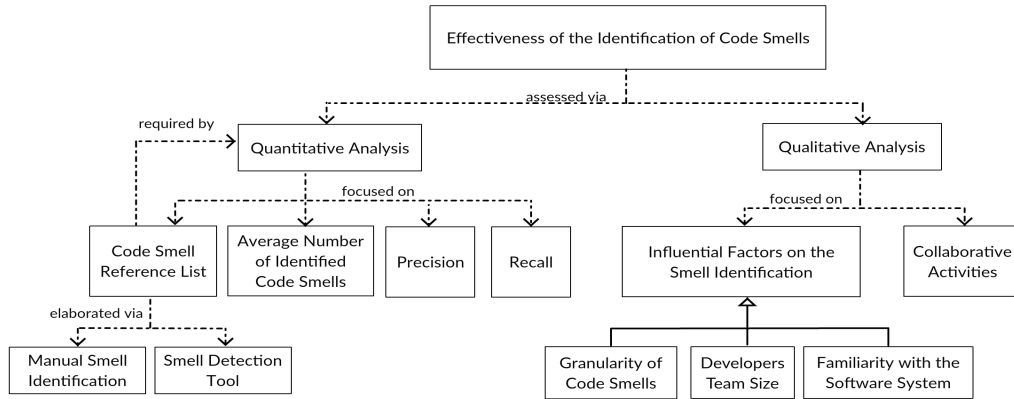 Effectiveness of the Identification of Code Smells
assessed via
required by
Quantitative Analysis
Qualitative Analysis
focused on
focused on
Code Smell
Reference List
Average Number
of Identified
Code Smells
Precision
Recall
Influential Factors on the
Smell Identification
Collaborative
Activities
elaborated via
Manual Smell
Identification
Smell Detection
Tool
Granularity of
Code Smells
Developers
Team Size
Familiarity with the
Software System